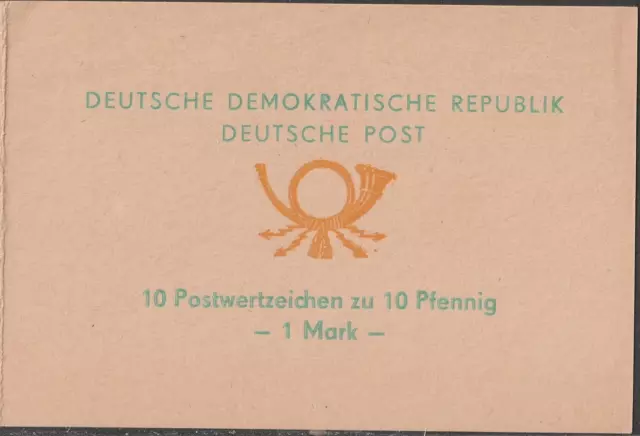 DEUTSCHE DEMOKRATISCHE REPUBLIK
DEUTSCHE POST
10 Postwertzeichen zu 10 Pfennig
– 1 Mark –